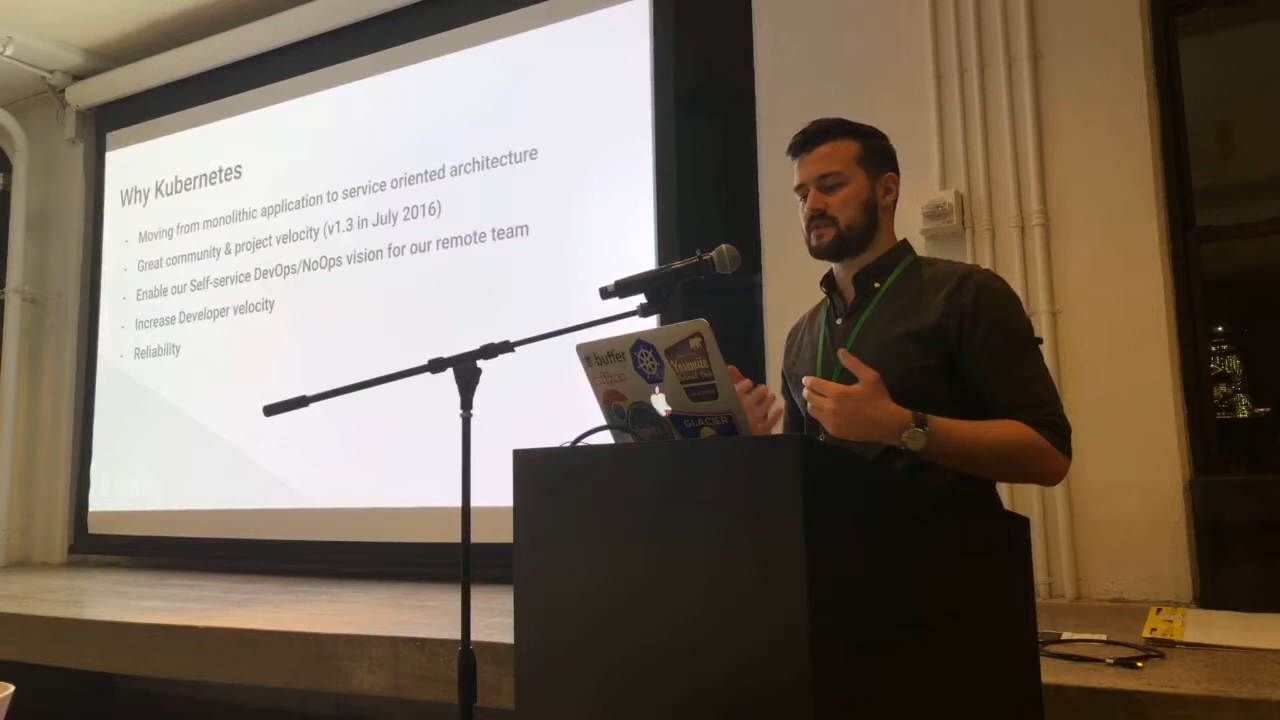 Why Kubernetes
- Moving from monolithic application to service oriented architecture
- Great community & project velocity (v1.3 in July 2016)
- Enable our Self-service DevOps/NoOps vision for our remote team
- Increase Developer velocity
- Reliability
buffer
Yosemite
GLACIER